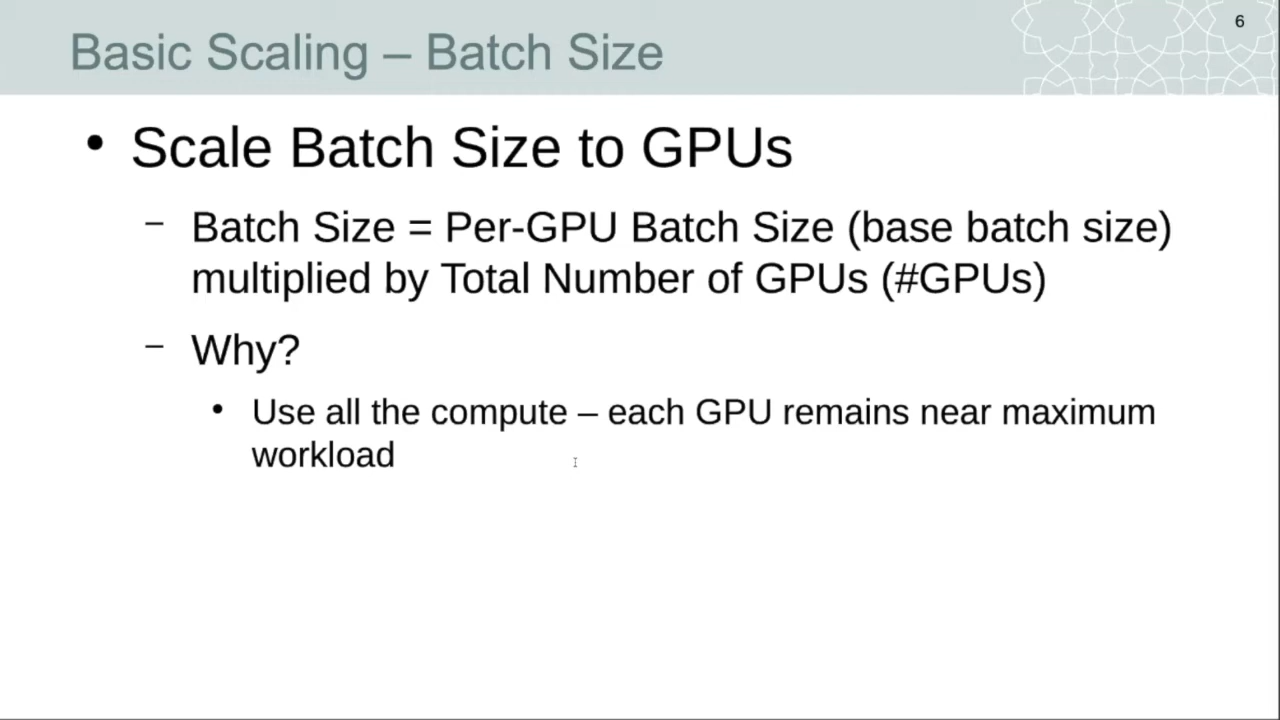 6
Basic Scaling – Batch Size
• Scale Batch Size to GPUs
– Batch Size = Per-GPU Batch Size (base batch size)
multiplied by Total Number of GPUs (#GPUs)
– Why?
• Use all the compute – each GPU remains near maximum
workload